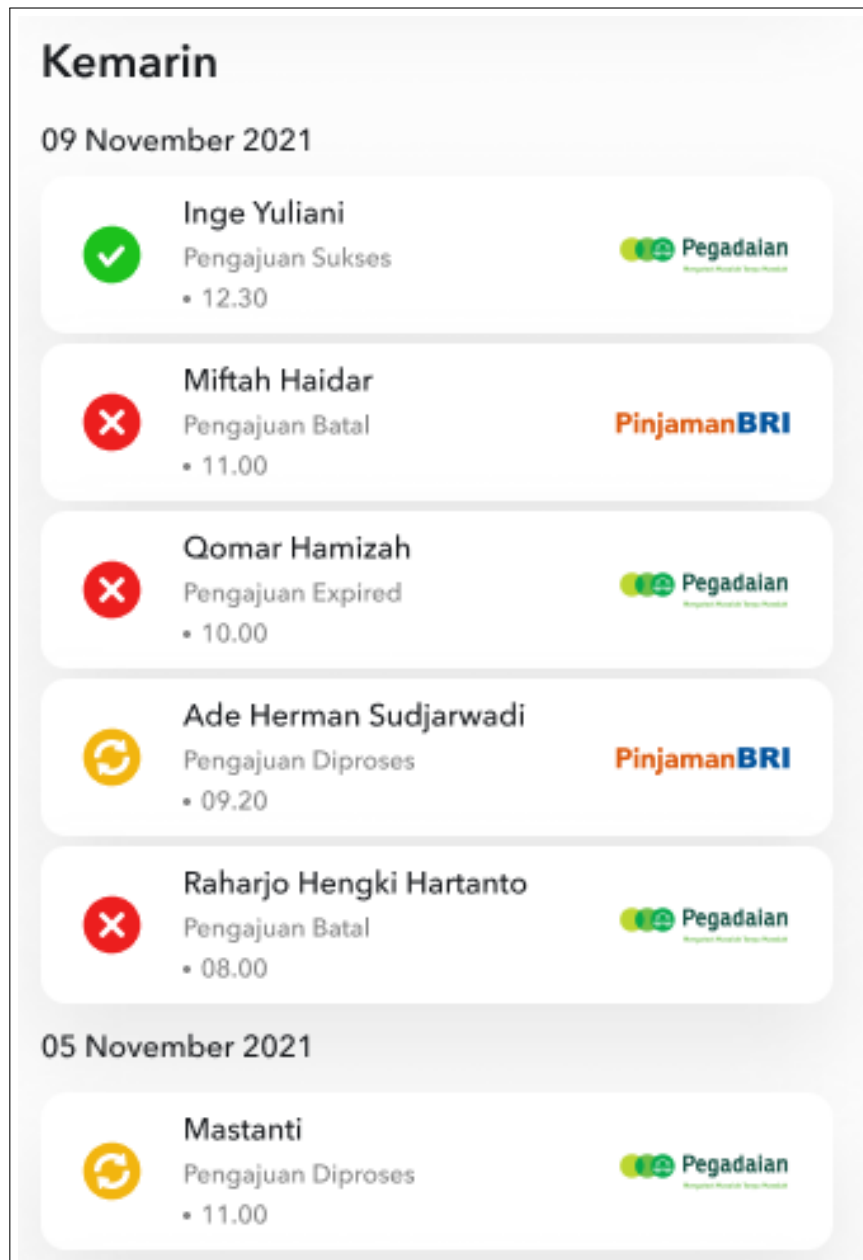 Kemarin
09 November 2021
Inge Yuliani
Pengajuan Sukses
Pegadaian
• 12.30
Miftah Haidar
Pengajuan Batal
PinjamanBRI
• 11.00
Qomar Hamizah
Pengajuan Expired
Pegadaian
• 10.00
Ade Herman Sudjarwadi
Pengajuan Diproses
PinjamanBRI
• 09.20
Raharjo Hengki Hartanto
Pengajuan Batal
Pegadaian
• 08.00
05 November 2021
Mastanti
Pengajuan Diproses
Pegadaian
• 11.00